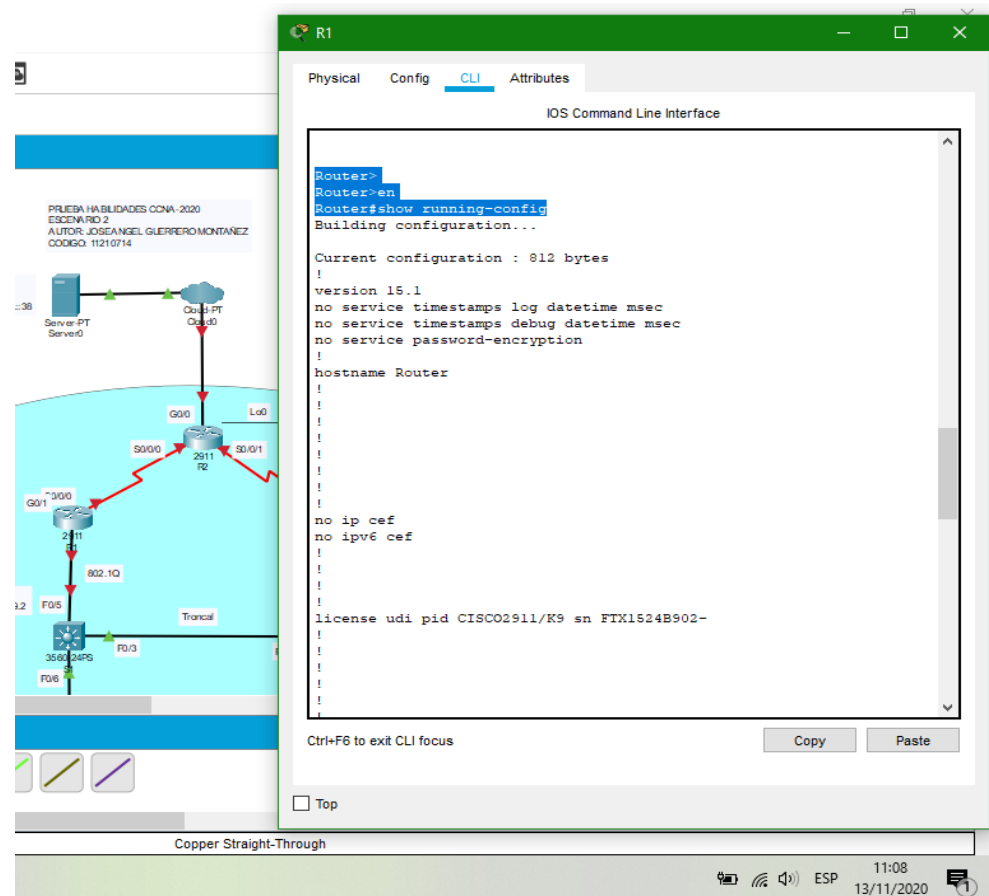 R1
Physical Config CLI Attributes
IOS Command Line Interface
Router>
Router>en
Router#show running-config
Building configuration...
Current configuration : 812 bytes
!
version 15.1
no service timestamps log datetime msec
no service timestamps debug datetime msec
no service password-encryption
!
hostname Router
!
!
!
!
!
!
!
!
no ip cef
no ipv6 cef
!
!
!
!
license udi pid CISCO2911/K9 sn FTX1524B902-
!
!
!
!
!
!
Ctrl+F6 to exit CLI focus
Copy Paste
Top
PRUEBA HABILIDADES CCNA-2020
ESCENARIO 2
AUTOR: JOSE ANGEL GUERRERO MONTAÑEZ
CODIGO: 11210714
::38
Server-PT
Server0
Cloud-PT
Cloud0
G0/0
Lo0
S0/0/0
S0/0/1
2911
R2
G0/1
2911
R1
802.1Q
F0/5
Troncal
F0/3
3560-24PS
S1
F0/6
Copper Straight-Through
ESP
11:08
13/11/2020
1